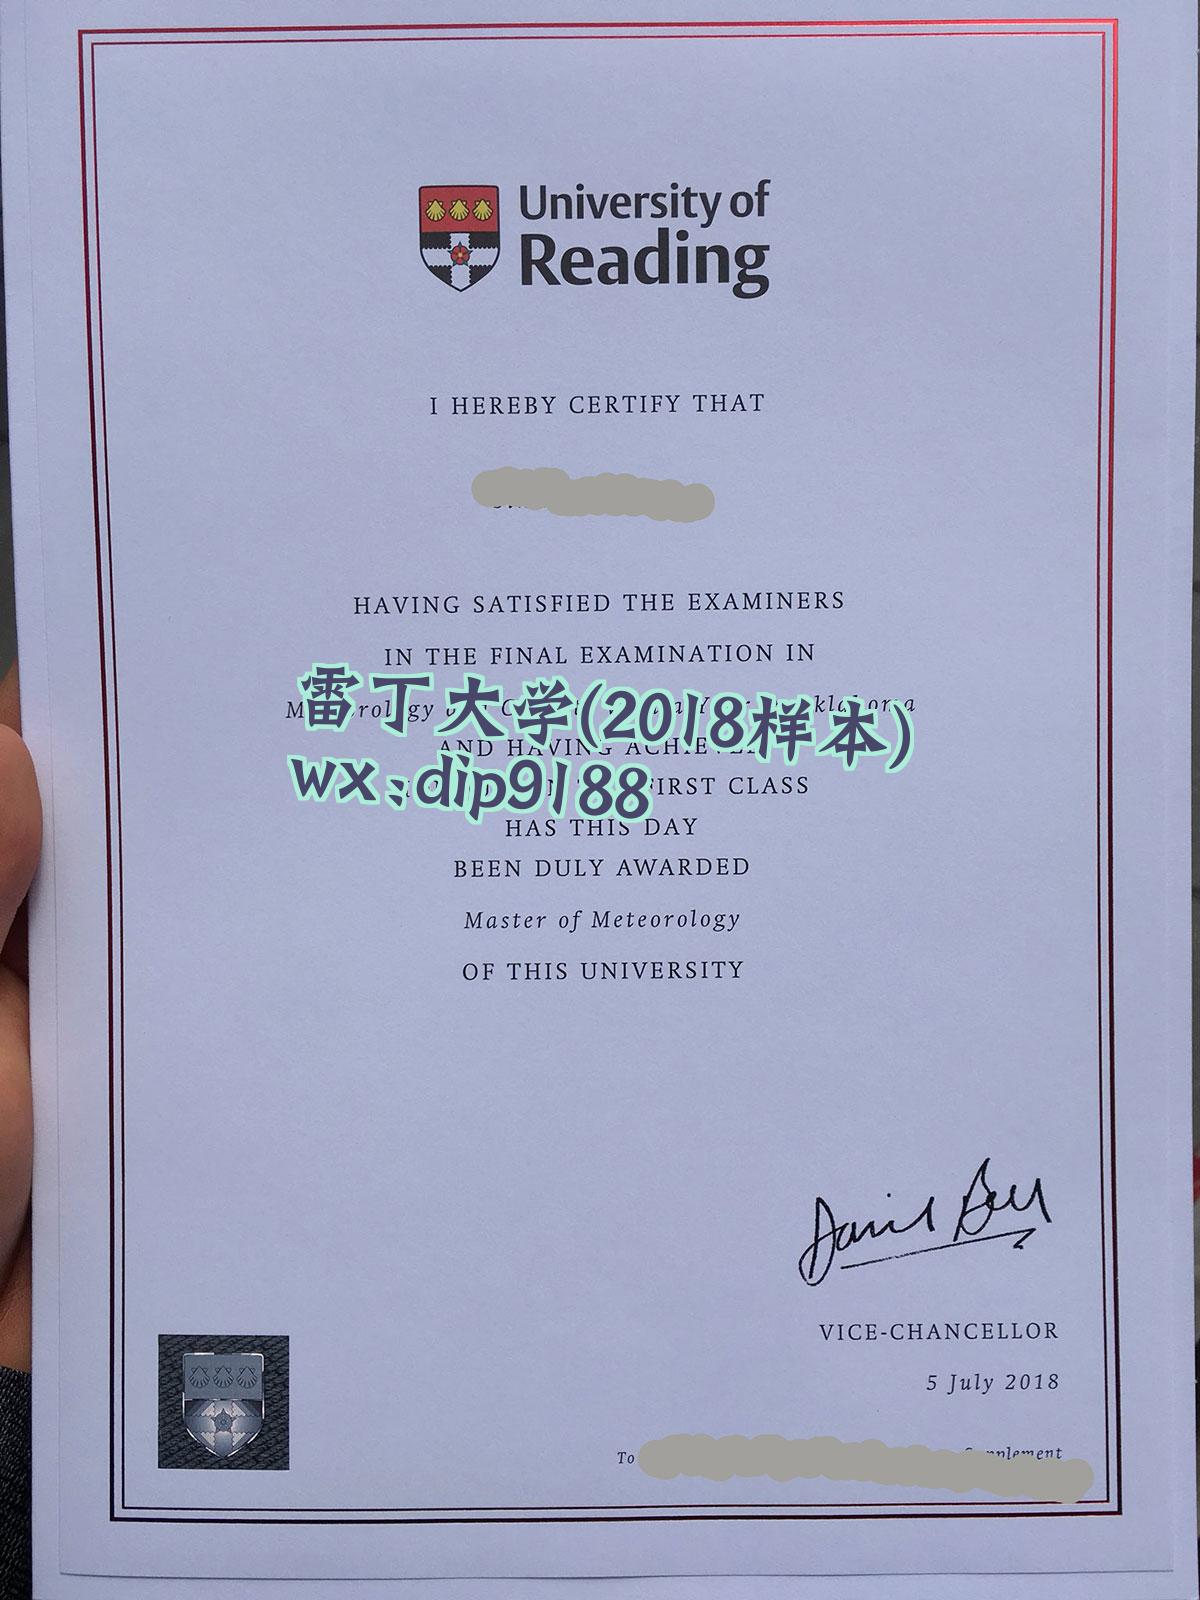 University of
Reading
I HEREBY CERTIFY THAT
HAVING SATISFIED THE EXAMINERS
IN THE FINAL EXAMINATION IN
雷丁大学(2018样本)
AND HAVING
wx:dip9188
FIRST CLASS
HAS THIS DAY
BEEN DULY AWARDED
Master of Meteorology
OF THIS UNIVERSITY
David Bell
VICE-CHANCELLOR
5 July 2018
To